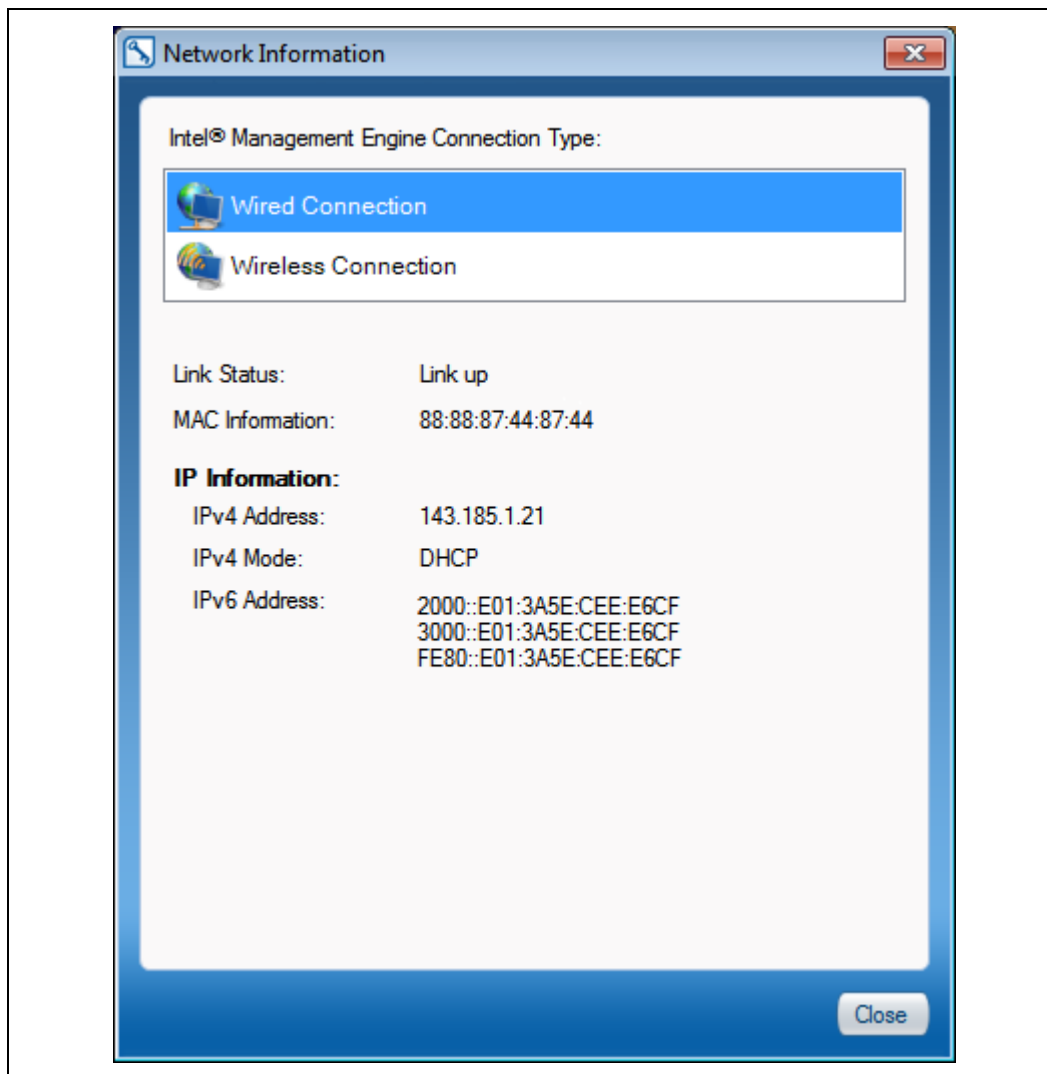 Network Information
Intel® Management Engine Connection Type:
Wired Connection
Wireless Connection
Link Status: Link up
MAC Information: 88:88:87:44:87:44
IP Information:
IPv4 Address: 143.185.1.21
IPv4 Mode: DHCP
IPv6 Address: 2000::E01:3A5E:CEE:E6CF
3000::E01:3A5E:CEE:E6CF
FE80::E01:3A5E:CEE:E6CF
Close